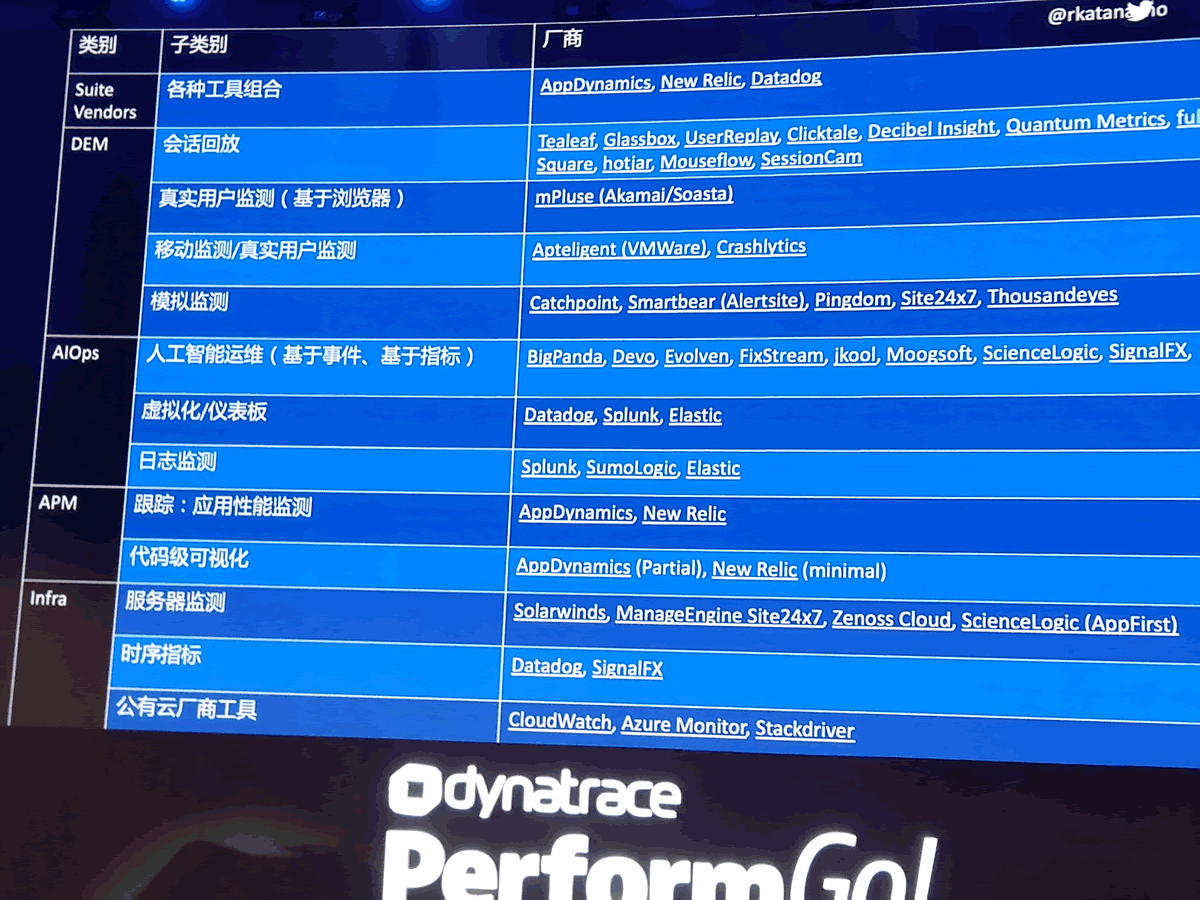 @rkatana
类别 子类别 厂商
Suite Vendors 各种工具组合 AppDynamics, New Relic, Datadog
DEM 会话回放 Tealeaf, Glassbox, UserReplay, Clicktale, Decibel Insight, Quantum Metrics,
Square, hotjar, Mouseflow, SessionCam
真实用户监测（基于浏览器） mPluse (Akamai/Soasta)
移动监测/真实用户监测 Apteligent (VMWare), Crashlytics
模拟监测 Catchpoint, Smartbear (Alertsite), Pingdom, Site24x7, Thousandeyes
AIOps 人工智能运维（基于事件、基于指标） BigPanda, Devo, Evolven, FixStream, jkool, Moogsoft, ScienceLogic, SignalFX,
虚拟化/仪表板 Datadog, Splunk, Elastic
日志监测 Splunk, SumoLogic, Elastic
APM 跟踪：应用性能监测 AppDynamics, New Relic
代码级可视化 AppDynamics (Partial), New Relic (minimal)
Infra 服务器监测 Solarwinds, ManageEngine Site24x7, Zenoss Cloud, ScienceLogic (AppFirst)
时序指标 Datadog, SignalFX
公有云厂商工具 CloudWatch, Azure Monitor, Stackdriver
dynatrace
Perform Go!